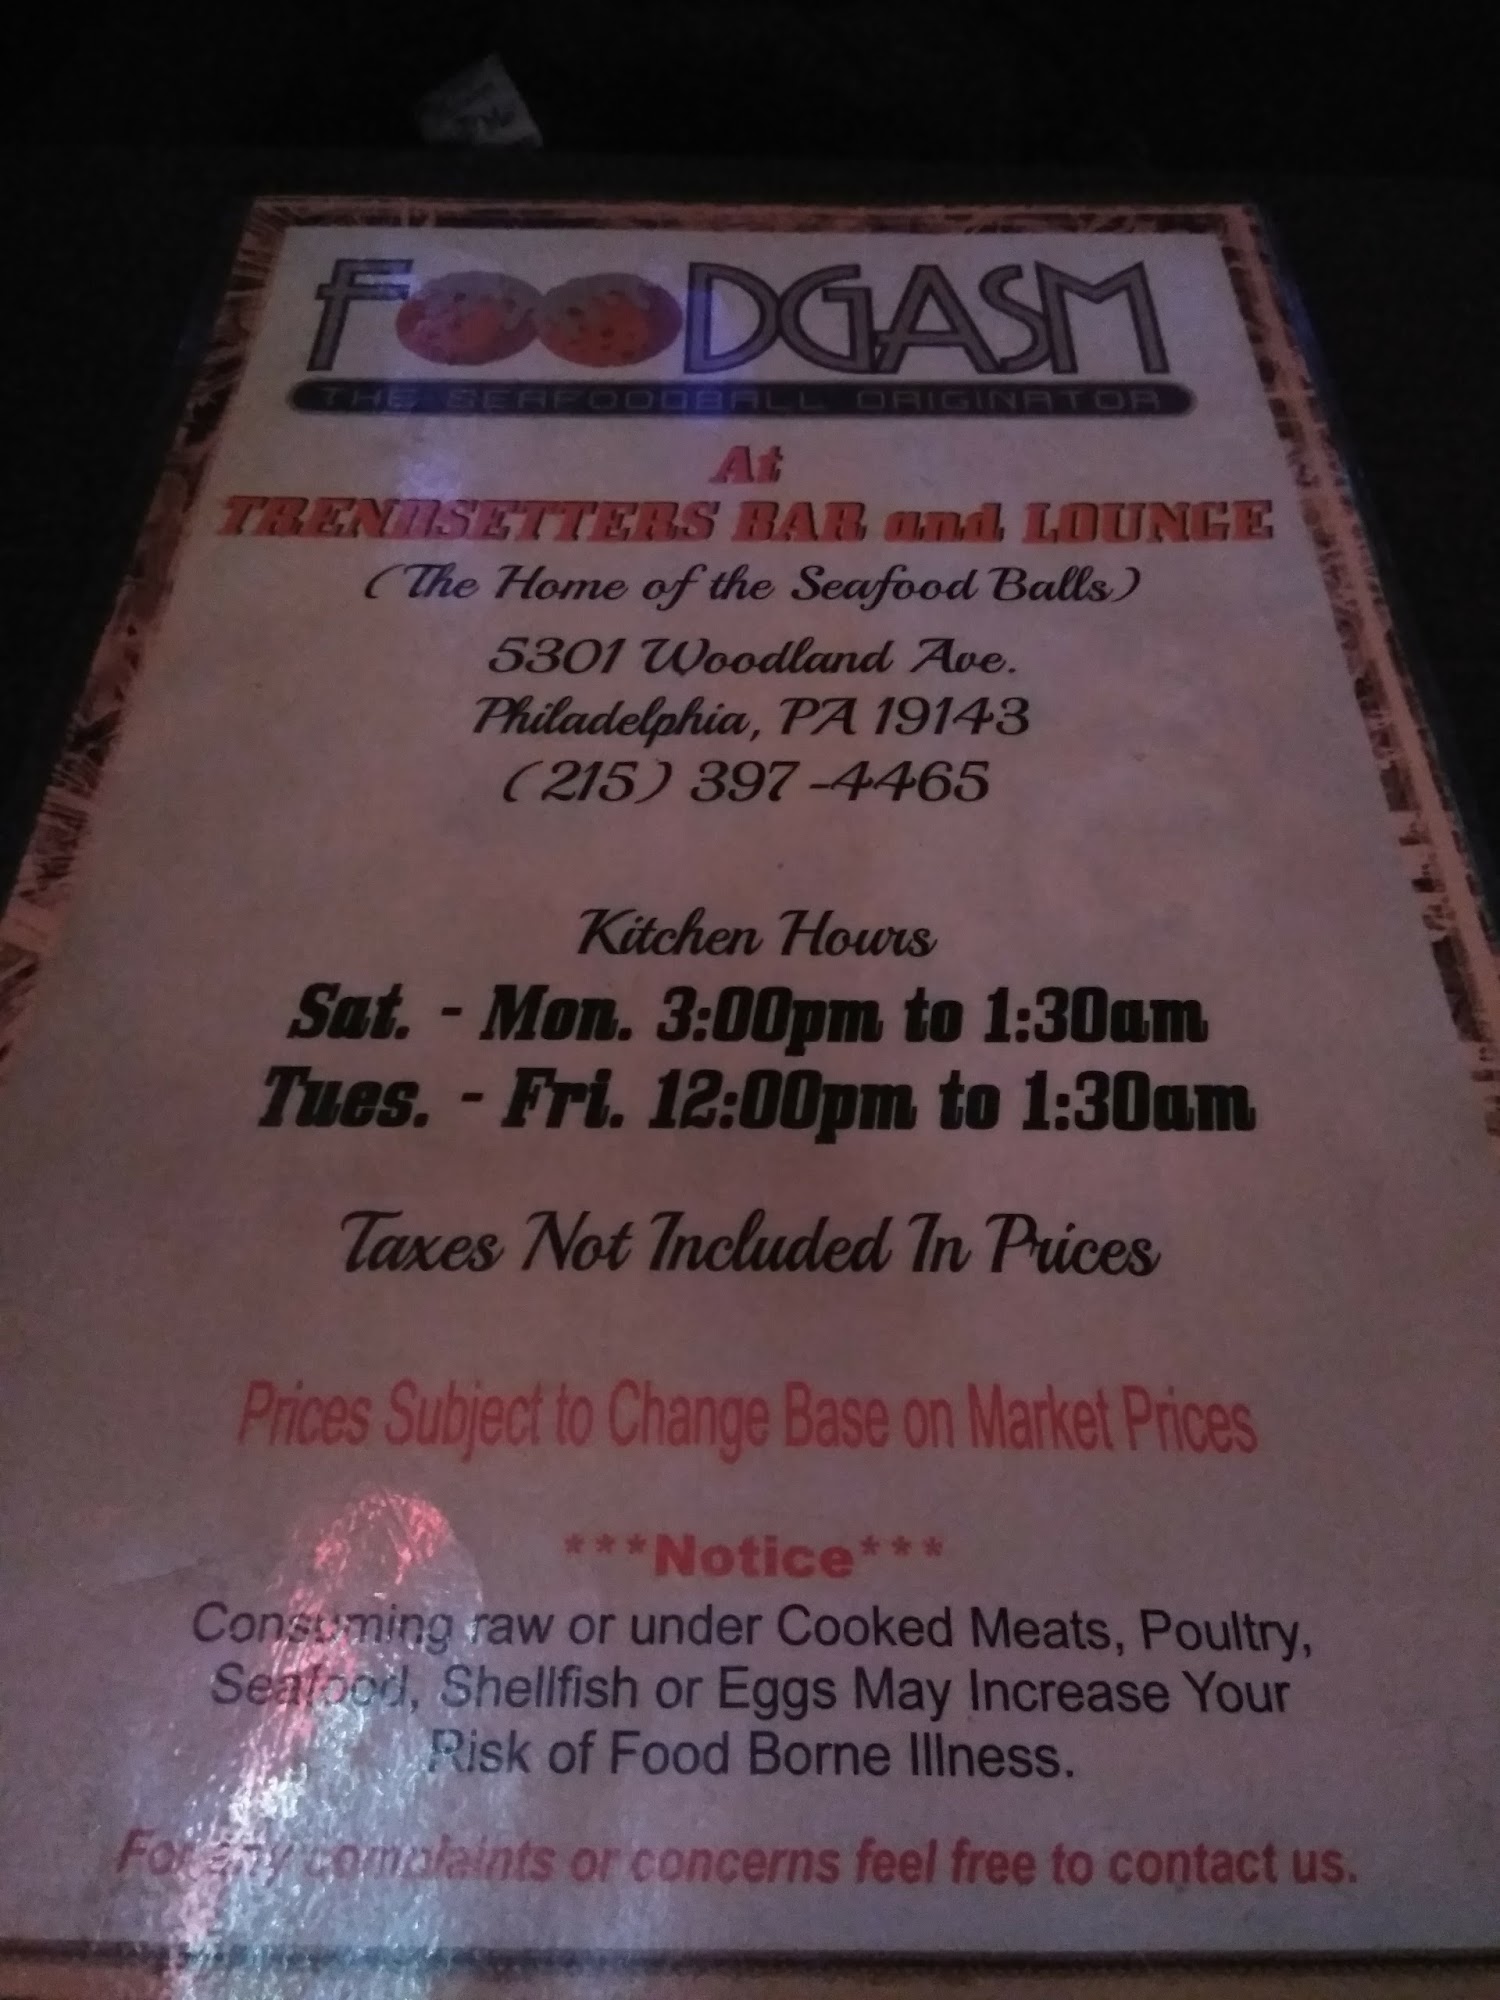 FOODGASM
THE SEAFOODBALL ORIGINATOR
At
TRENDSETTERS BAR and LOUNGE
(The Home of the Seafood Balls)
5301 Woodland Ave.
Philadelphia, PA 19143
(215) 397-4465
Kitchen Hours
Sat. - Mon. 3:00pm to 1:30am
Tues. - Fri. 12:00pm to 1:30am
Taxes Not Included In Prices
Prices Subject to Change Base on Market Prices
***Notice***
Consuming raw or under Cooked Meats, Poultry,
Seafood, Shellfish or Eggs May Increase Your
Risk of Food Borne Illness.
For any complaints or concerns feel free to contact us.